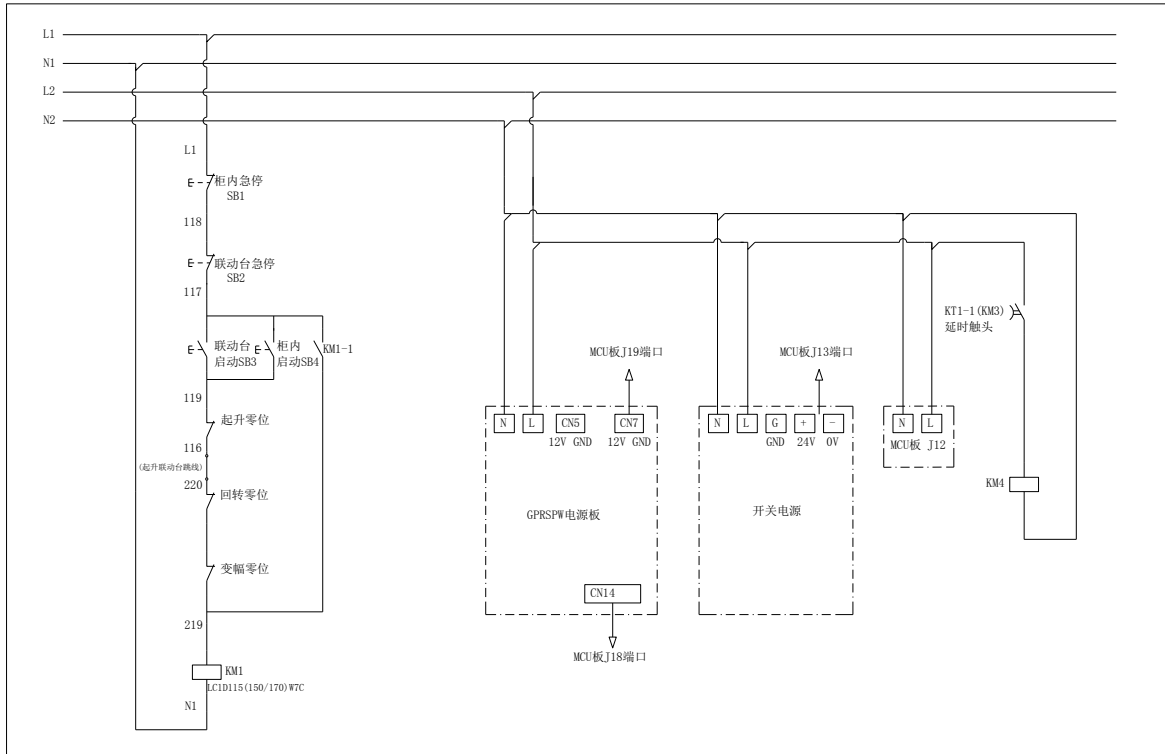 L1
N1
L2
N2
L1
柜内急停
SB1
118
联动台急停
SB2
117
联动台
启动SB3
柜内
启动SB4
KM1-1
119
起升零位
116
(起升联动台跳线)
220
回转零位
变幅零位
219
KM1
LC1D115(150/170)W7C
N1
MCU板J19端口
N
L
CN5
CN7
12V GND
12V GND
GPRSPW电源板
CN14
MCU板J18端口
MCU板J13端口
N
L
G
+
-
GND
24V
0V
开关电源
N
L
MCU板 J12
KT1-1(KM3)
延时触头
KM4